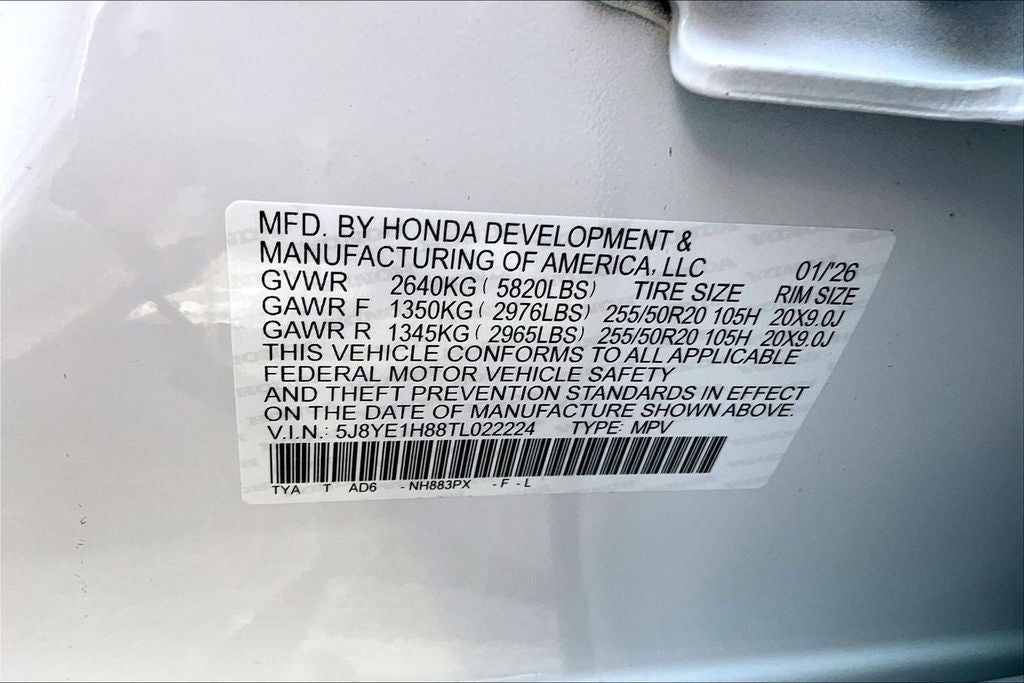 MFD. BY HONDA DEVELOPMENT &
MANUFACTURING OF AMERICA, LLC 01/'26
GVWR 2640KG ( 5820LBS) TIRE SIZE RIM SIZE
GAWR F 1350KG ( 2976LBS) 255/50R20 105H 20X9.0J
GAWR R 1345KG ( 2965LBS) 255/50R20 105H 20X9.0J
THIS VEHICLE CONFORMS TO ALL APPLICABLE
FEDERAL MOTOR VEHICLE SAFETY
AND THEFT PREVENTION STANDARDS IN EFFECT
ON THE DATE OF MANUFACTURE SHOWN ABOVE.
V.I.N.: 5J8YE1H88TL022224 TYPE: MPV
TYA T AD6 - NH883PX - F - L